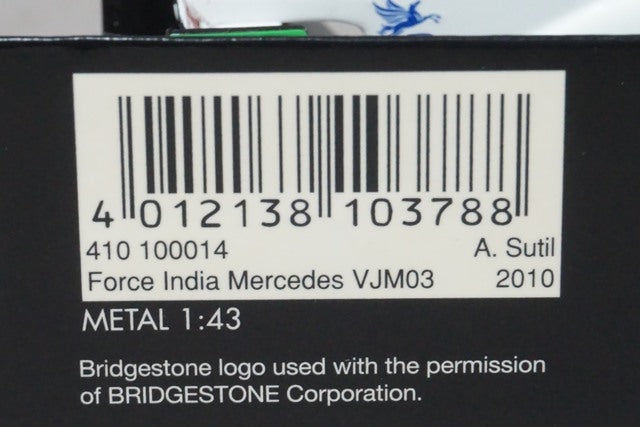 4 012138 103788
410 100014 A. Sutil
Force India Mercedes VJM03 2010
METAL 1:43
Bridgestone logo used with the permission
of BRIDGESTONE Corporation.